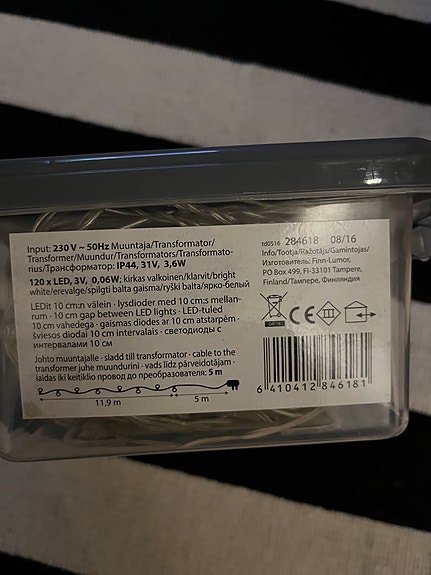 Input: 230 V ~ 50Hz Muuntaja/Transformator/
Transformer/Muundur/Transformators/Transformato-
rius/Трансформатор: IP44, 31V, 3,6W
120 x LED, 3V, 0,06W; kirkas valkoinen/klarvit/bright
white/erevalge/spilgti balta gaisma/ryški balta/ярко-белый
LEDit 10 cm:n välein · lysdioder med 10 cm:s mellan-
rum · 10 cm gap between LED lights · LED-tuled
10 cm vahedega · gaismas diodes ar 10 cm atstarpēm ·
šviesos diodai 10 cm intervalais · светодиоды с
интервалами 10 см
Johto muuntajalle · sladd till transformator · cable to the
transformer juhe muundurini · vads līdz pārveidotājam ·
laidas iki keitiklio провод до преобразователя: 5 m
11,9 m
5 m
td0516 284618 08/16
Info/Tootja/Ražotājs/Gamintojas/
Изготовитель: Finn-Lumor,
PO Box 499, FI-33101 Tampere,
Finland/Тампере, Финляндия
CE
III
6 410412 846181